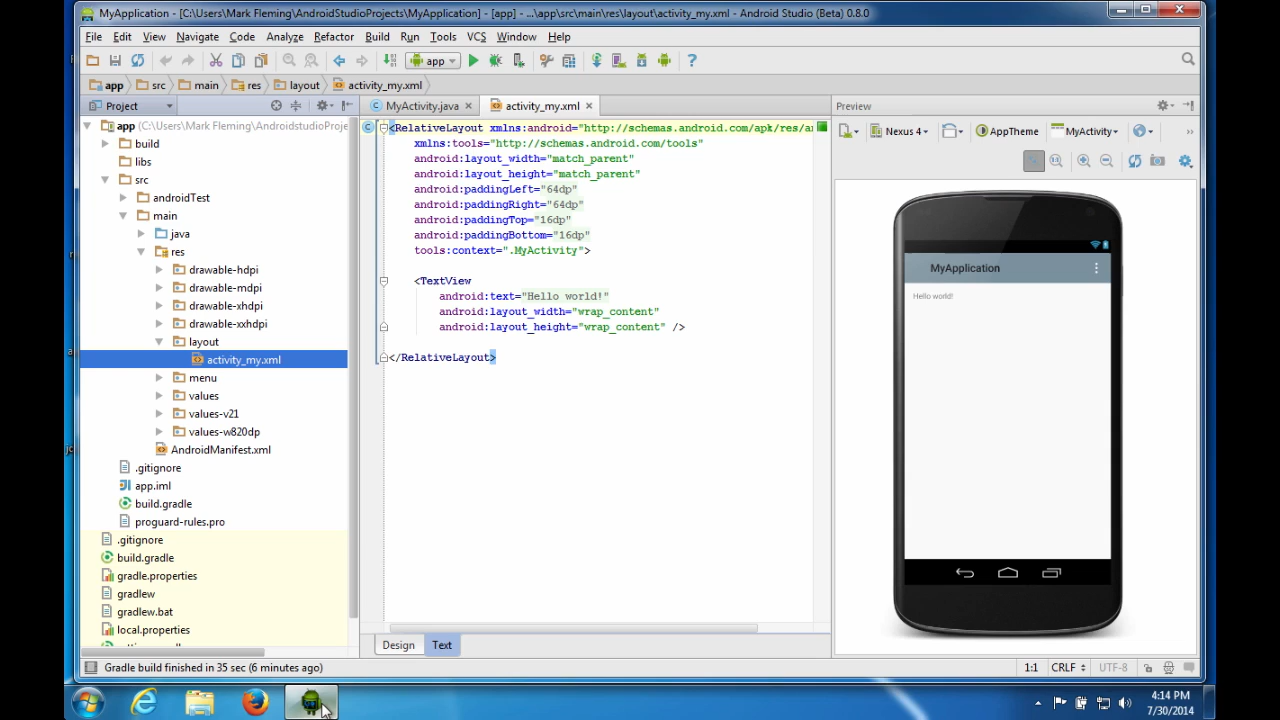 MyApplication - [C:\Users\Mark Fleming\AndroidStudioProjects\MyApplication] - [app] - ...\app\src\main\res\layout\activity_my.xml - Android Studio (Beta) 0.8.0
File Edit View Navigate Code Analyze Refactor Build Run Tools VCS Window Help
app
app src main res layout activity_my.xml
Project
MyActivity.java
activity_my.xml
Preview
app (C:\Users\Mark Fleming\AndroidstudioProje
build
libs
src
androidTest
main
java
res
drawable-hdpi
drawable-mdpi
drawable-xhdpi
drawable-xxhdpi
layout
activity_my.xml
menu
values
values-v21
values-w820dp
AndroidManifest.xml
.gitignore
app.iml
build.gradle
proguard-rules.pro
.gitignore
build.gradle
gradle.properties
gradlew
gradlew.bat
local.properties
<RelativeLayout xmlns:android="http://schemas.android.com/apk/res/a
xmlns:tools="http://schemas.android.com/tools"
android:layout_width="match_parent"
android:layout_height="match_parent"
android:paddingLeft="64dp"
android:paddingRight="64dp"
android:paddingTop="16dp"
android:paddingBottom="16dp"
tools:context=".MyActivity">
<TextView
android:text="Hello world!"
android:layout_width="wrap_content"
android:layout_height="wrap_content" />
</RelativeLayout>
Design Text
Nexus 4 AppTheme MyActivity
MyApplication
Hello world!
Gradle build finished in 35 sec (6 minutes ago)
1:1 CRLF UTF-8
4:14 PM
7/30/2014